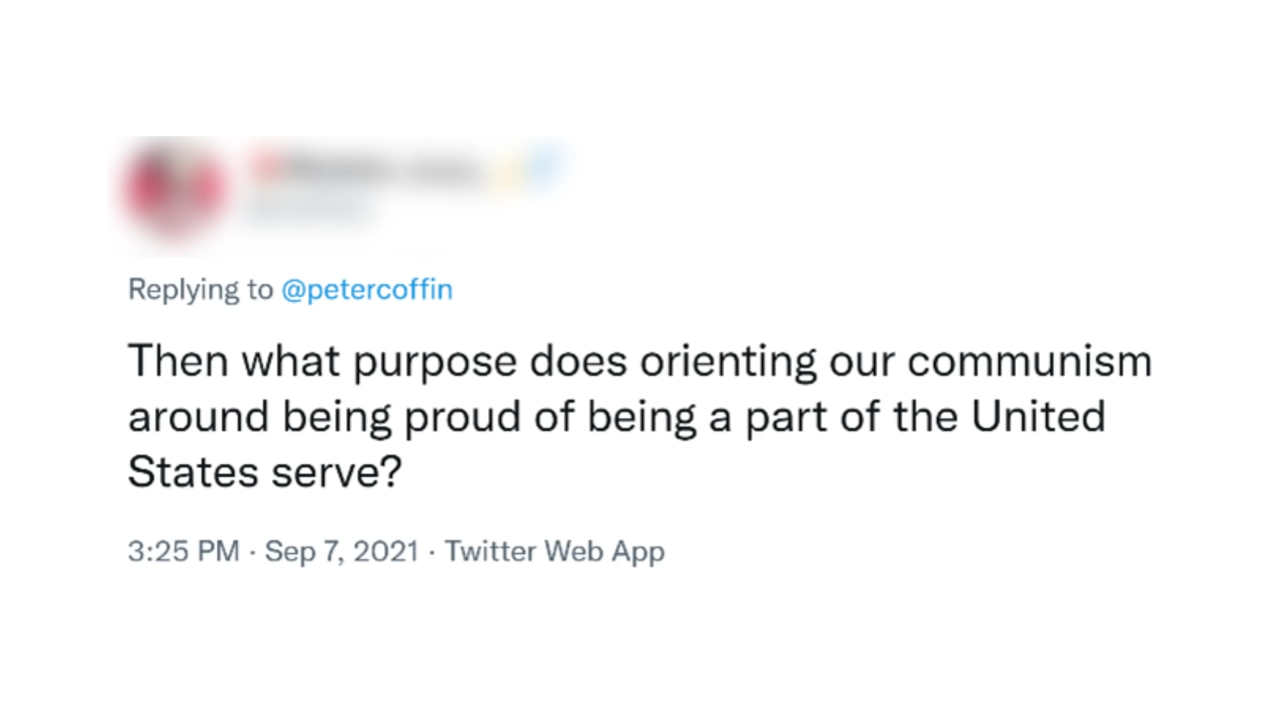 Replying to @petercoffin
Then what purpose does orienting our communism
around being proud of being a part of the United
States serve?
3:25 PM · Sep 7, 2021 · Twitter Web App